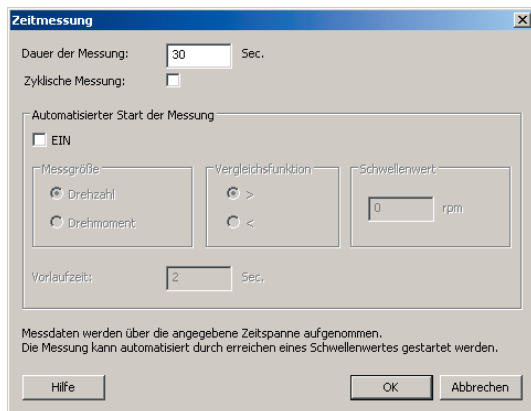 Zeitmessung
Dauer der Messung: 30 Sec.
Zyklische Messung:
Automatisierter Start der Messung
EIN
Messgröße Vergleichsfunktion Schwellenwert
Drehzahl > 0 rpm
Drehmoment <
Vorlaufzeit: 2 Sec.
Messdaten werden über die angegebene Zeitspanne aufgenommen.
Die Messung kann automatisiert durch erreichen eines Schwellenwertes gestartet werden.
Hilfe OK Abbrechen